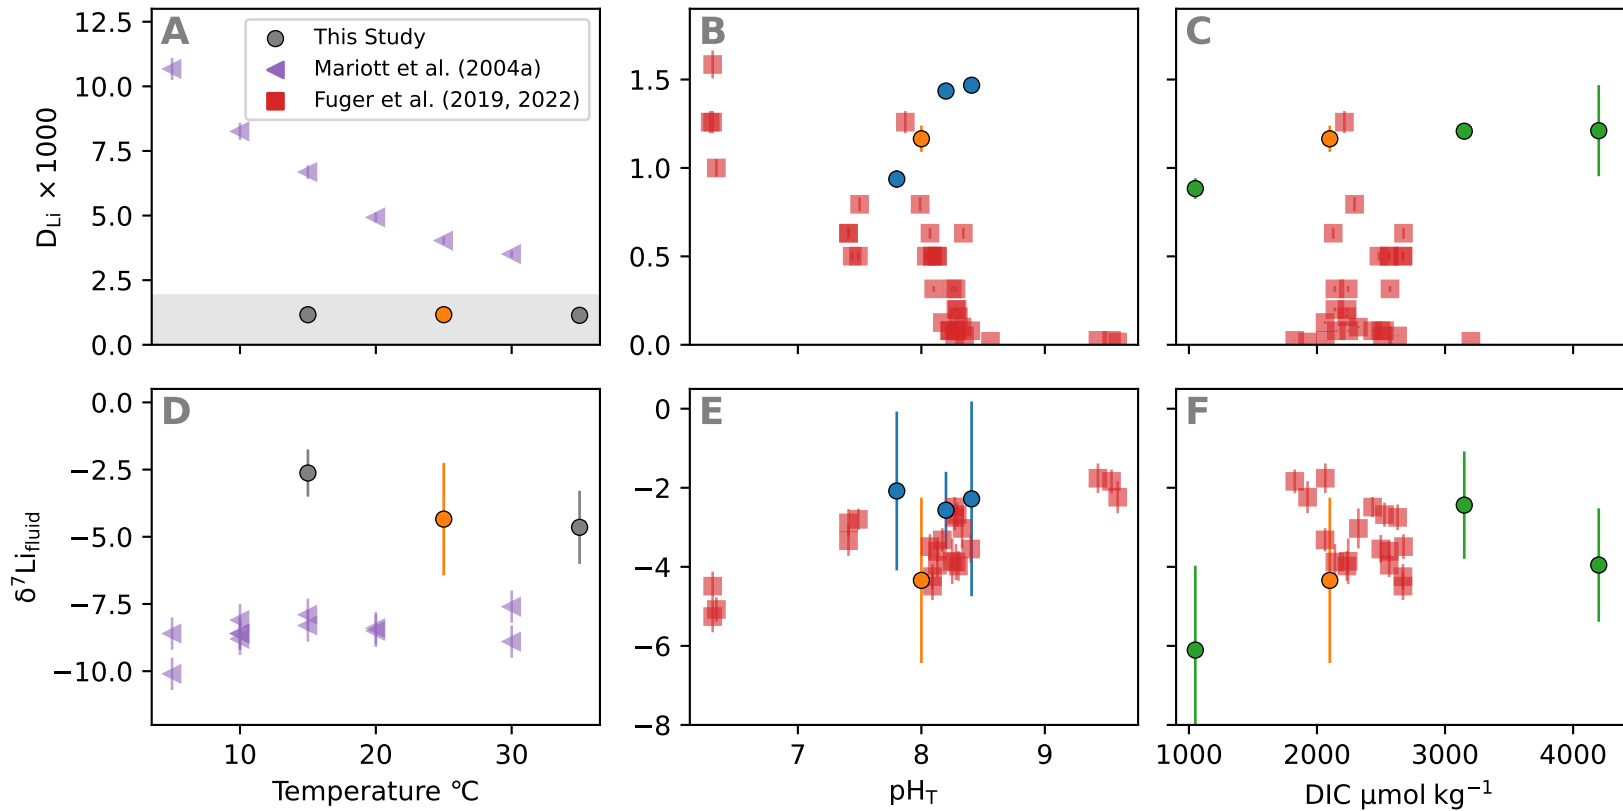 A
This Study
Mariott et al. (2004a)
Fuger et al. (2019, 2022)
12.5
10.0
7.5
5.0
2.5
0.0
D_Li × 1000
B
1.5
1.0
0.5
0.0
C
D
0.0
−2.5
−5.0
−7.5
−10.0
δ⁷Li_fluid
10 20 30
Temperature °C
E
0
−2
−4
−6
−8
7 8 9
pH_T
F
1000 2000 3000 4000
DIC μmol kg⁻¹